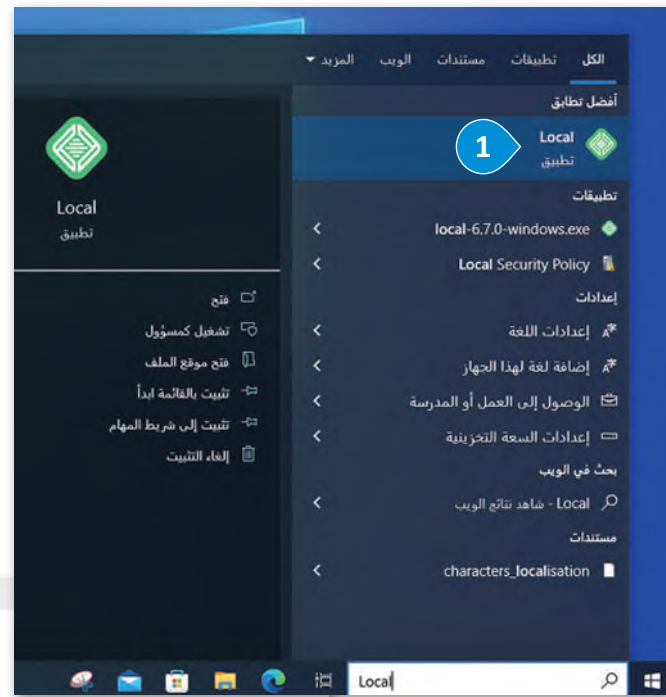 الكل تطبيقات مستندات الويب المزيد
أفضل تطابق
Local
تطبيق
1
تطبيقات
local-6.7.0-windows.exe
Local Security Policy
إعدادات
إعدادات اللغة
إضافة لغة لهذا الجهاز
الوصول إلى العمل أو المدرسة
إعدادات السعة التخزينية
بحث في الويب
Local - شاهد نتائج الويب
مستندات
characters_localisation
Local
تطبيق
فتح
تشغيل كمسؤول
فتح موقع الملف
تثبيت بالقائمة ابدأ
تثبيت إلى شريط المهام
إلغاء التثبيت
Local